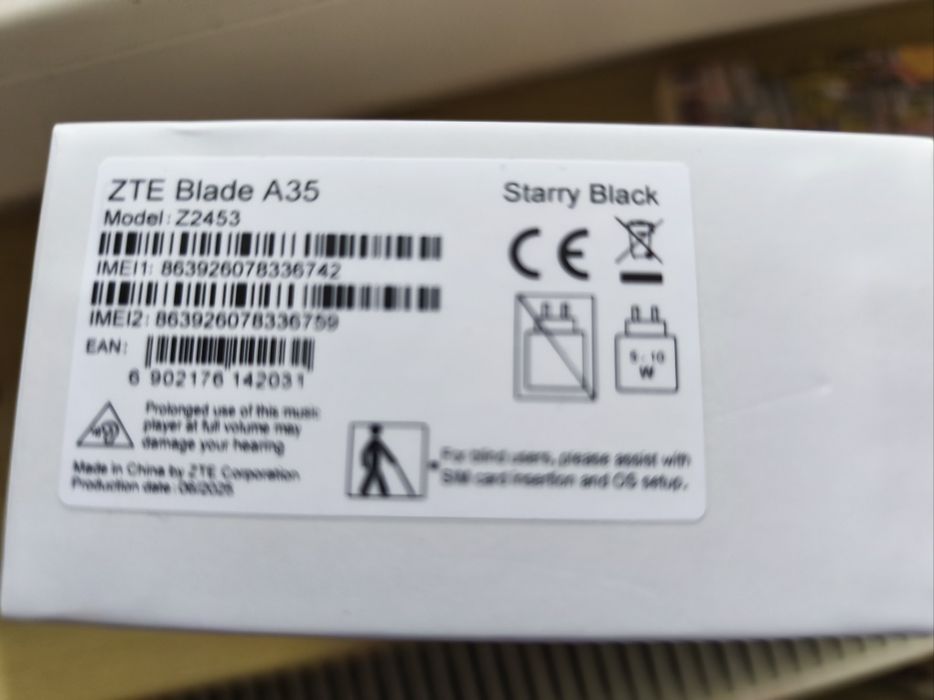 ZTE Blade A35
Starry Black
Model: Z2453
CE
IMEI1: 863926078336742
IMEI2: 863926078336759
EAN:
6 902176 142031
5 - 10
W
Prolonged use of this music
player at full volume may
damage your hearing
Made in China by ZTE Corporation
Production date: 06/2025
For blind users, please assist with
SIM card insertion and OS setup.